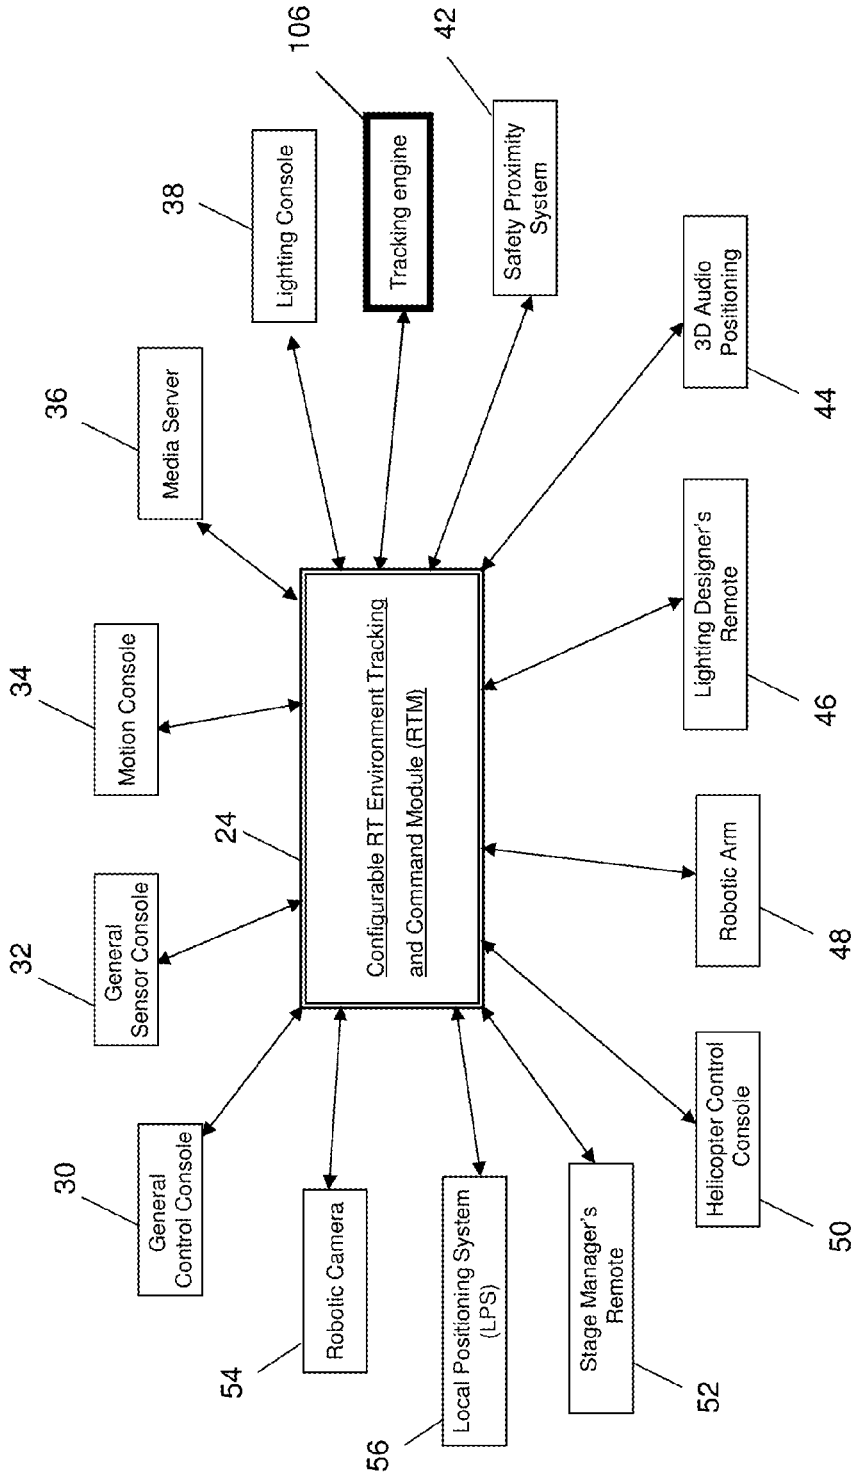 30
General
Control Console
32
General
Sensor Console
34
Motion Console
36
Media Server
38
Lighting Console
106
Tracking engine
42
Safety Proximity
System
24
Configurable RT Environment Tracking
and Command Module (RTM)
54
Robotic Camera
56
Local Positioning System
(LPS)
52
Stage Manager's
Remote
50
Helicopter Control
Console
48
Robotic Arm
46
Lighting Designer's
Remote
44
3D Audio
Positioning